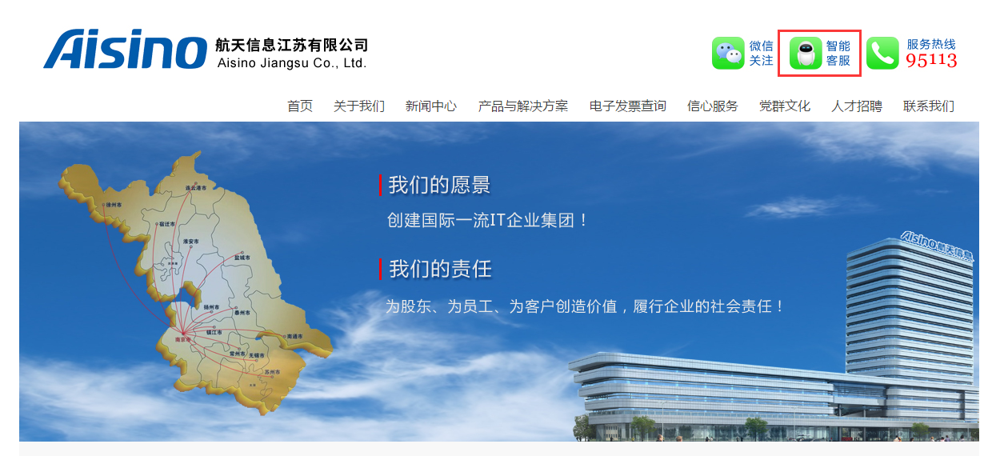 Aisino 航天信息江苏有限公司
Aisino Jiangsu Co., Ltd.
微信
关注
智能
客服
服务热线
95113
首页 关于我们 新闻中心 产品与解决方案 电子发票查询 信心服务 党群文化 人才招聘 联系我们
我们的愿景
创建国际一流IT企业集团！
我们的责任
为股东、为员工、为客户创造价值，履行企业的社会责任！
连云港市
徐州市
宿迁市
淮安市
盐城市
扬州市
泰州市
镇江市
南京市
南通市
常州市
无锡市
苏州市
Aisino航天信息